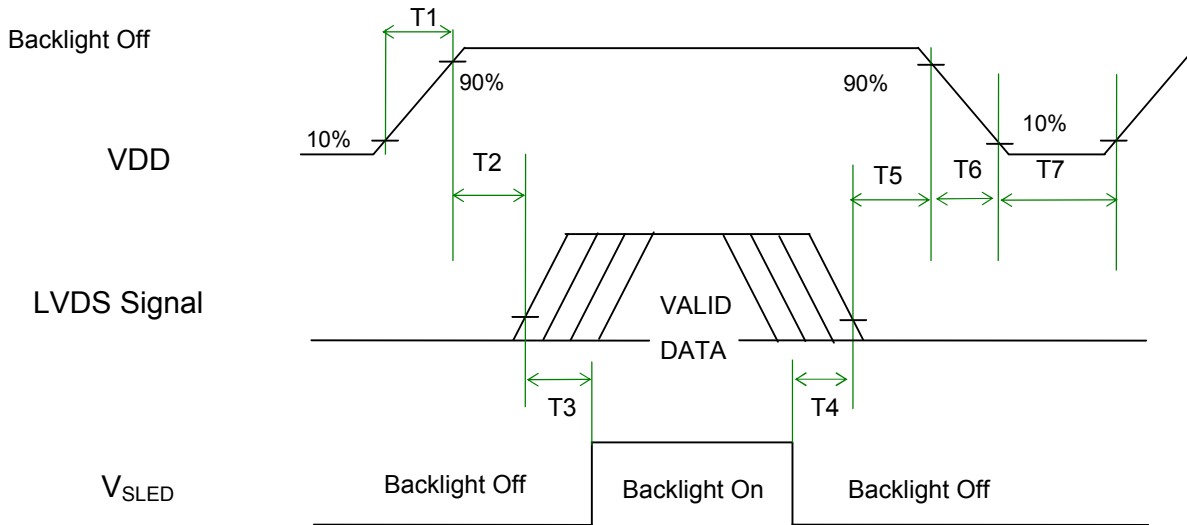 T1
Backlight Off
90%
90%
10%
10%
VDD
T2
T5
T6
T7
LVDS Signal
VALID
DATA
T3
T4
VSLED
Backlight Off
Backlight On
Backlight Off